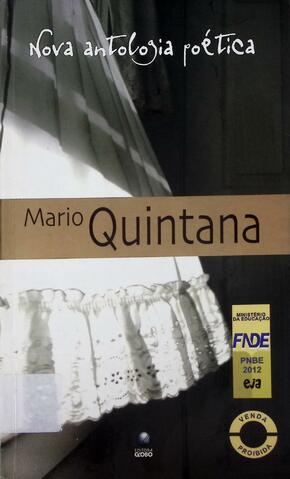 Nova antologia poética
Mario Quintana
MINISTÉRIO
DA EDUCAÇÃO
FNDE
PNBE
2012
eja
VENDA
PROIBIDA
EDITORA
GLOBO